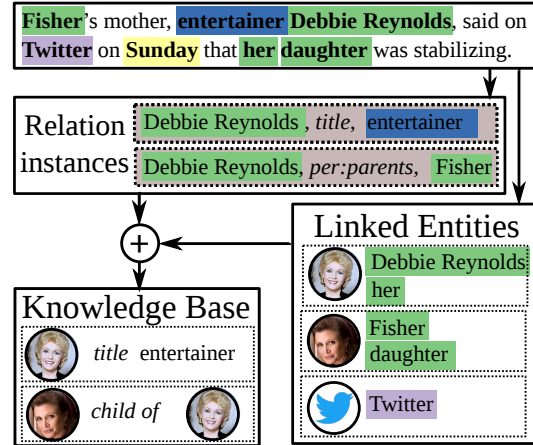 Fisher's mother, entertainer Debbie Reynolds, said on
Twitter on Sunday that her daughter was stabilizing.
Relation
instances
Debbie Reynolds, title, entertainer
Debbie Reynolds, per:parents, Fisher
+
Linked Entities
Debbie Reynolds
her
Fisher
daughter
Twitter
Knowledge Base
title entertainer
child of